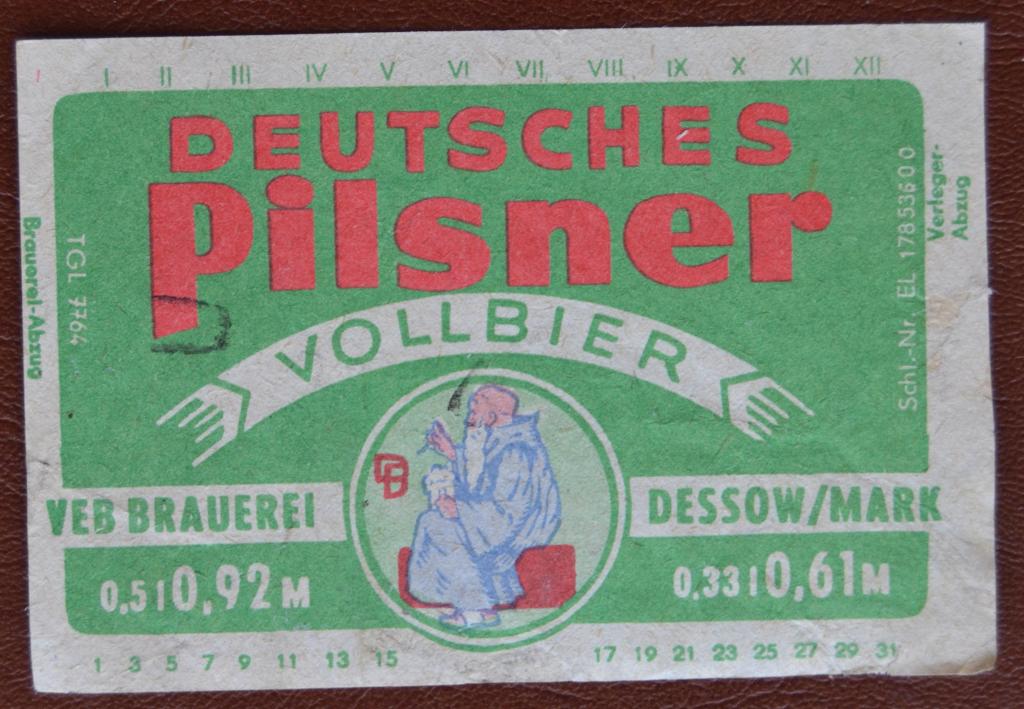 I II III IV V VI VII VIII IX X XI XII
DEUTSCHES
Pilsner
VOLLBIER
Brauerei-Abzug
TGL 7764
Schl.-Nr. EL 1785360 0
Verleger-
Abzug
DB
VEB BRAUEREI
DESSOW/MARK
0,5 l 0,92 M
0,33 l 0,61 M
1 3 5 7 9 11 13 15
17 19 21 23 25 27 29 31